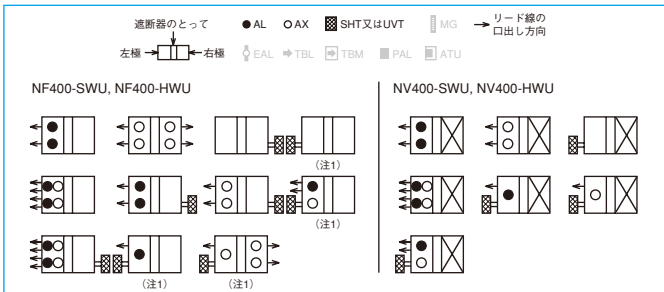 遮断器のとって
AL AX SHT又はUVT MG リード線の
口出し方向
左極 右極 EAL TBL TBM PAL ATU
NF400-SWU, NF400-HWU
NV400-SWU, NV400-HWU
(注1)
(注1)
(注1) (注1)